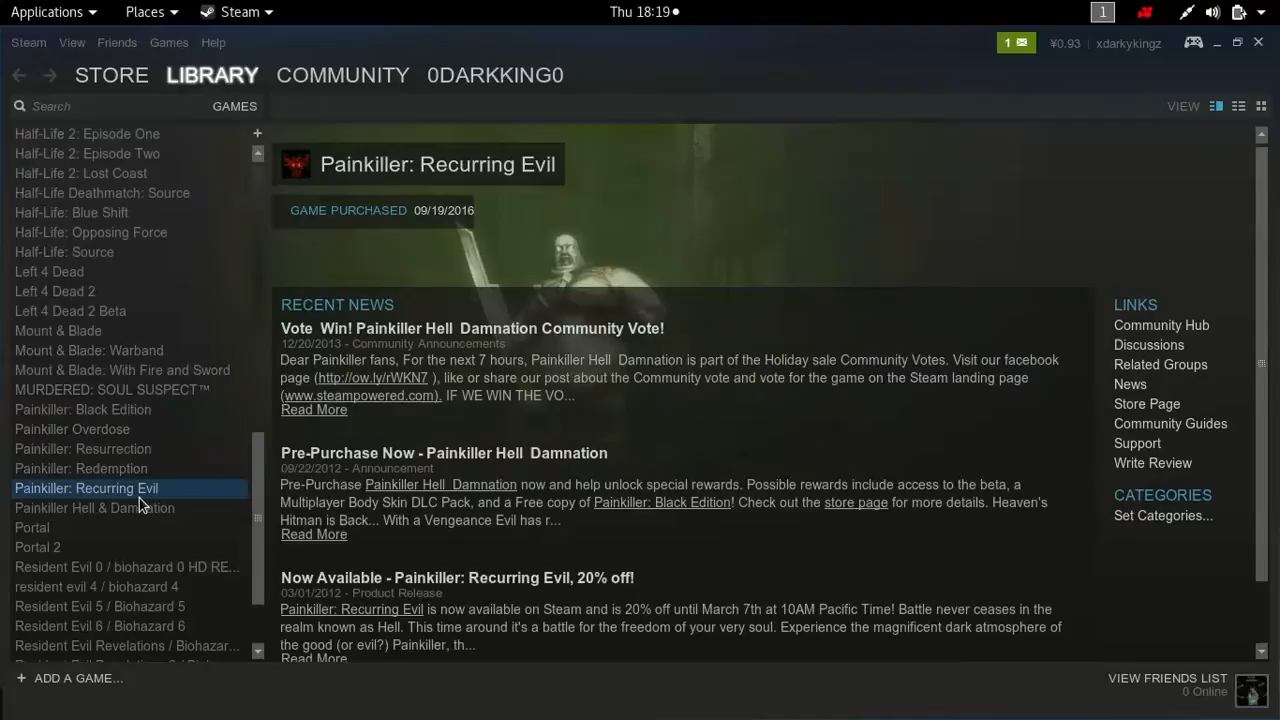 Applications Places Steam Thu 18:19 1
Steam View Friends Games Help 1 ¥0.93 xdarkykingz
STORE LIBRARY COMMUNITY 0DARKKING0
Search GAMES VIEW
Half-Life 2: Episode One
Half-Life 2: Episode Two
Half-Life 2: Lost Coast
Half-Life Deathmatch: Source
Half-Life: Blue Shift
Half-Life: Opposing Force
Half-Life: Source
Left 4 Dead
Left 4 Dead 2
Left 4 Dead 2 Beta
Mount & Blade
Mount & Blade: Warband
Mount & Blade: With Fire and Sword
MURDERED: SOUL SUSPECT™
Painkiller: Black Edition
Painkiller Overdose
Painkiller: Resurrection
Painkiller: Redemption
Painkiller: Recurring Evil
Painkiller Hell & Damnation
Portal
Portal 2
Resident Evil 0 / biohazard 0 HD RE...
resident evil 4 / biohazard 4
Resident Evil 5 / Biohazard 5
Resident Evil 6 / Biohazard 6
Resident Evil Revelations / Biohazar...
Painkiller: Recurring Evil
GAME PURCHASED 09/19/2016
RECENT NEWS
Vote Win! Painkiller Hell Damnation Community Vote!
12/20/2013 - Community Announcements
Dear Painkiller fans, For the next 7 hours, Painkiller Hell Damnation is part of the Holiday sale Community Votes. Visit our facebook
page (http://ow.ly/rWKN7 ), like or share our post about the Community vote and vote for the game on the Steam landing page
(www.steampowered.com). IF WE WIN THE VO...
Read More
Pre-Purchase Now - Painkiller Hell Damnation
09/22/2012 - Announcement
Pre-Purchase Painkiller Hell Damnation now and help unlock special rewards. Possible rewards include access to the beta, a
Multiplayer Body Skin DLC Pack, and a Free copy of Painkiller: Black Edition! Check out the store page for more details. Heaven's
Hitman is Back... With a Vengeance Evil has r...
Read More
Now Available - Painkiller: Recurring Evil, 20% off!
03/01/2012 - Product Release
Painkiller: Recurring Evil is now available on Steam and is 20% off until March 7th at 10AM Pacific Time! Battle never ceases in the
realm known as Hell. This time around it's a battle for the freedom of your very soul. Experience the magnificent dark atmosphere of
the good (or evil?) Painkiller, th...
Read More
LINKS
Community Hub
Discussions
Related Groups
News
Store Page
Community Guides
Support
Write Review
CATEGORIES
Set Categories...
+ ADD A GAME... VIEW FRIENDS LIST
0 Online